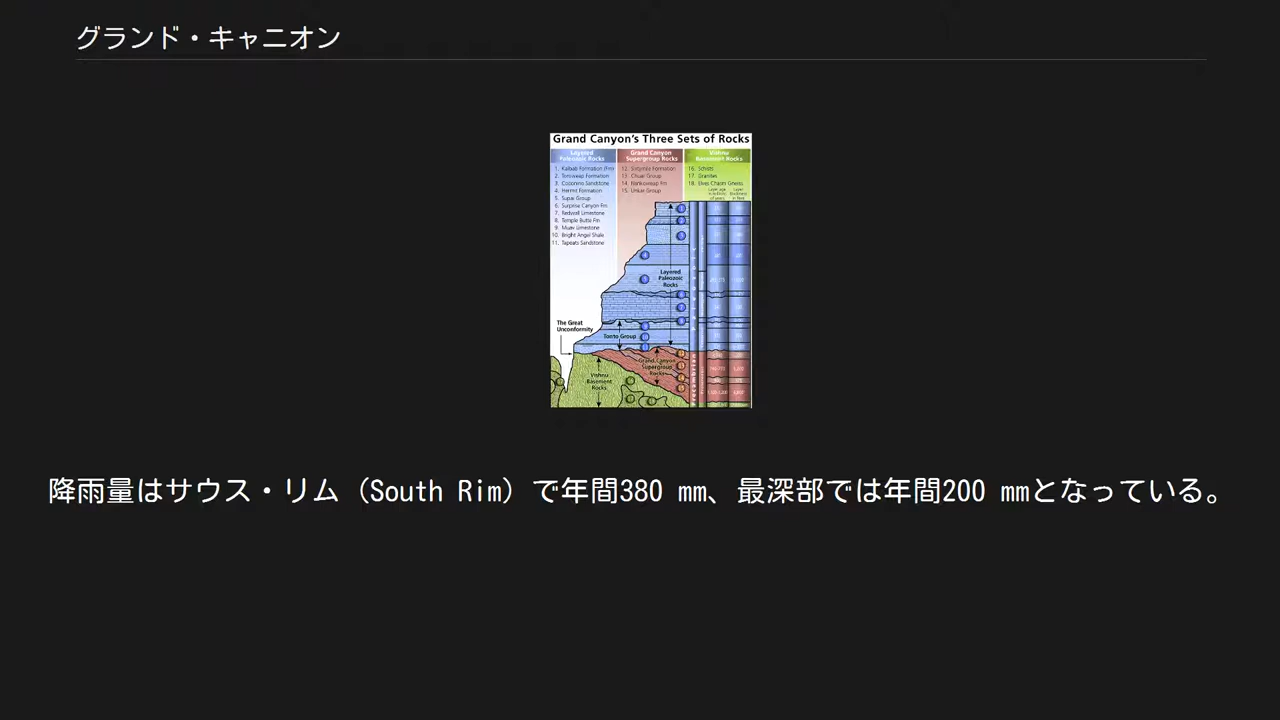 グランド・キャニオン
Grand Canyon's Three Sets of Rocks
Layered
Paleozoic Rocks
Grand Canyon
Supergroup Rocks
Vishnu
Basement Rocks
1. Kaibab Formation (Fm)
2. Toroweap Formation
3. Coconino Sandstone
4. Hermit Formation
5. Supai Group
6. Surprise Canyon Fm
7. Redwall Limestone
8. Temple Butte Fm
9. Muav Limestone
10. Bright Angel Shale
11. Tapeats Sandstone
12. Sixtymile Formation
13. Chuar Group
14. Nankoweap Fm
15. Unkar Group
16. Schists
17. Granites
18. Elves Chasm Gneiss
Layered
Paleozoic
Rocks
The Great
Unconformity
Tonto Group
Grand Canyon
Supergroup
Rocks
Vishnu
Basement
Rocks
Precambrian
降雨量はサウス・リム（South Rim）で年間380 mm、最深部では年間200 mmとなっている。